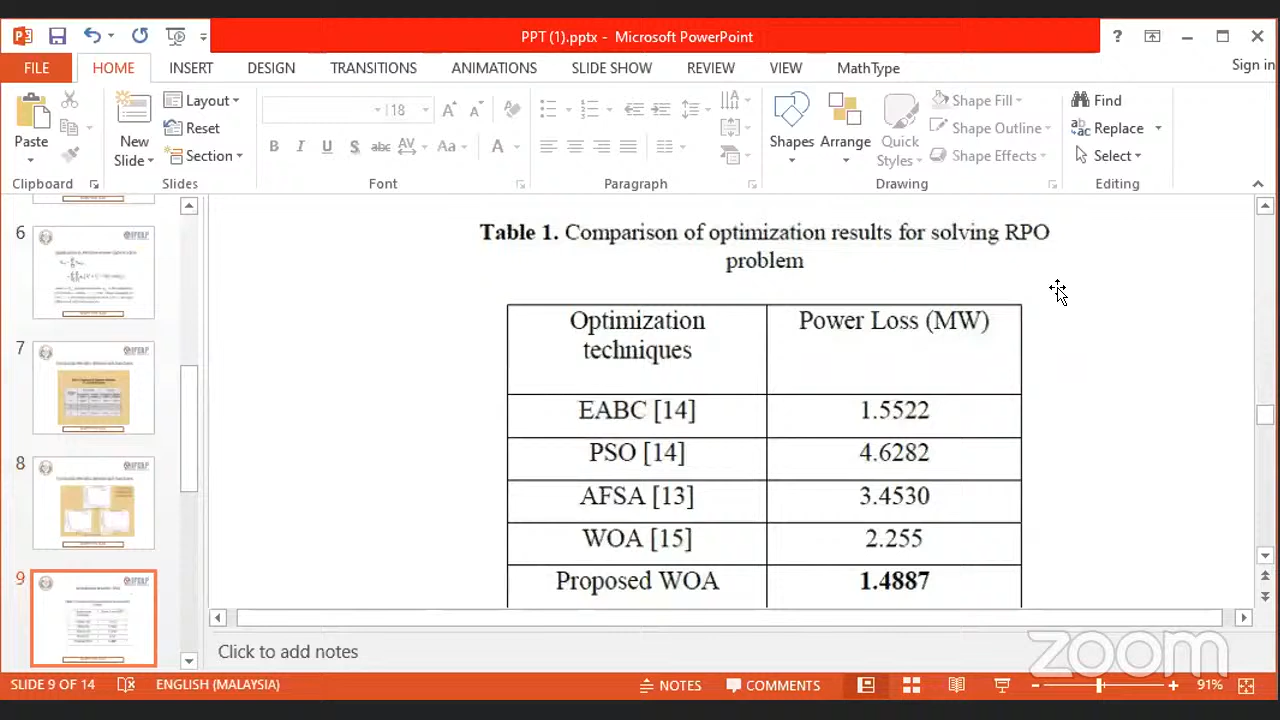 PPT (1).pptx - Microsoft PowerPoint
Sign in
FILE HOME INSERT DESIGN TRANSITIONS ANIMATIONS SLIDE SHOW REVIEW VIEW MathType
Paste
Clipboard
New Slide
Layout
Reset
Section
Slides
18
Font
Paragraph
Shapes
Arrange
Quick Styles
Shape Fill
Shape Outline
Shape Effects
Drawing
Find
Replace
Select
Editing
6
7
8
9
Table 1. Comparison of optimization results for solving RPO
problem
Optimization techniques Power Loss (MW)
EABC [14] 1.5522
PSO [14] 4.6282
AFSA [13] 3.4530
WOA [15] 2.255
Proposed WOA 1.4887
Click to add notes
zoom
SLIDE 9 OF 14 ENGLISH (MALAYSIA) NOTES COMMENTS 91%